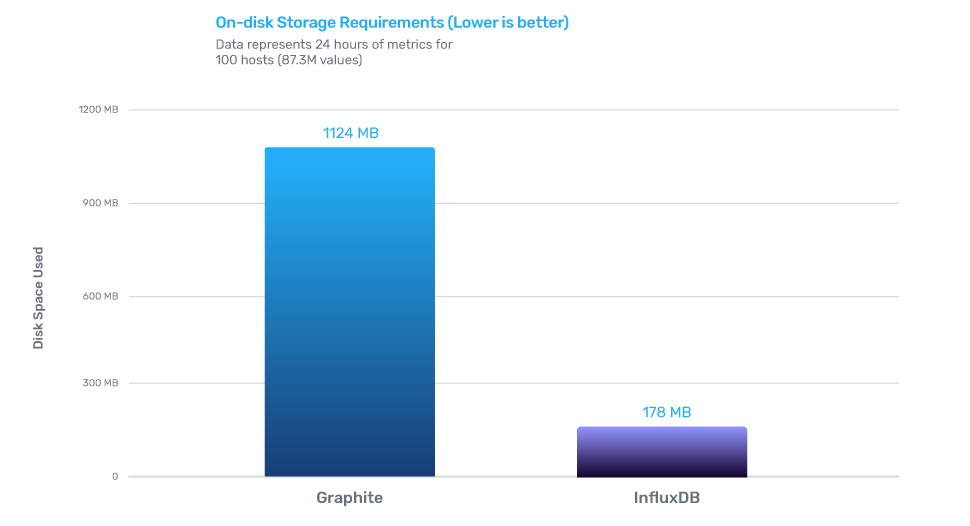 On-disk Storage Requirements (Lower is better)
Data represents 24 hours of metrics for
100 hosts (87.3M values)
1200 MB
1124 MB
900 MB
600 MB
300 MB
178 MB
0
Disk Space Used
Graphite
InfluxDB